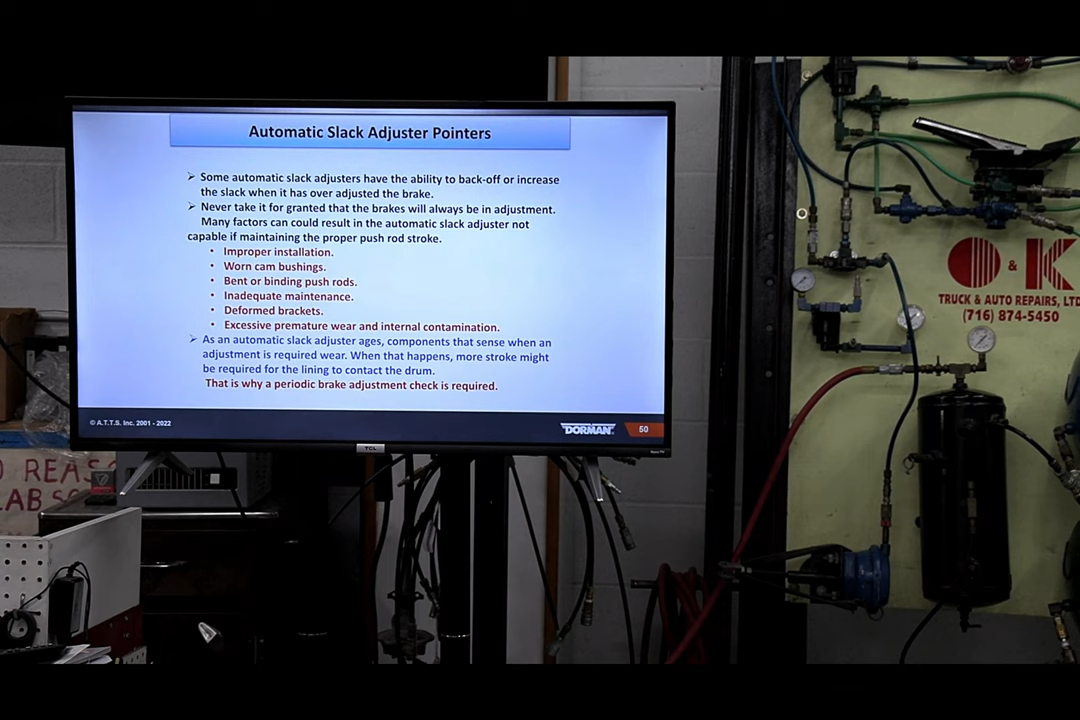 Automatic Slack Adjuster Pointers
➢ Some automatic slack adjusters have the ability to back-off or increase
the slack when it has over adjusted the brake.
➢ Never take it for granted that the brakes will always be in adjustment.
Many factors can could result in the automatic slack adjuster not
capable if maintaining the proper push rod stroke.
• Improper installation.
• Worn cam bushings.
• Bent or binding push rods.
• Inadequate maintenance.
• Deformed brackets.
• Excessive premature wear and internal contamination.
➢ As an automatic slack adjuster ages, components that sense when an
adjustment is required wear. When that happens, more stroke might
be required for the lining to contact the drum.
That is why a periodic brake adjustment check is required.
© A.T.T.S. Inc. 2001 - 2022
DORMAN
50
TCL
Roku TV
O & K
TRUCK & AUTO REPAIRS, LTD
(716) 874-5450